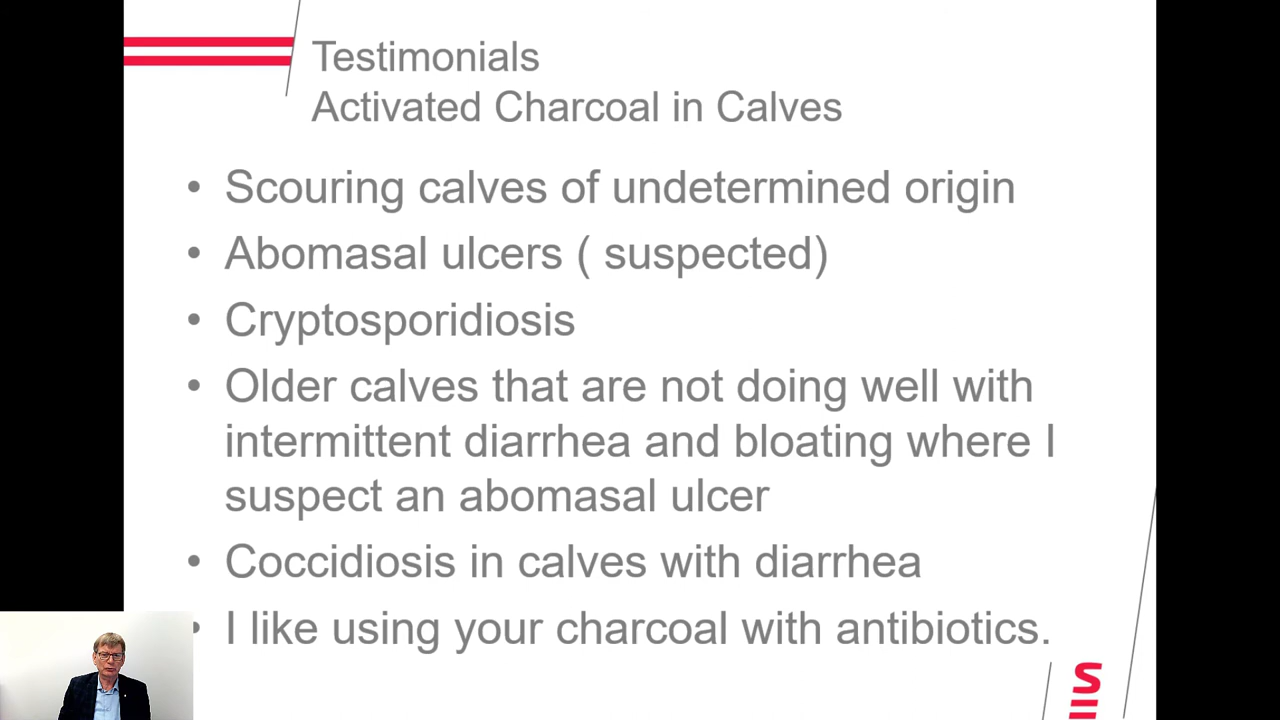 Testimonials
Activated Charcoal in Calves
• Scouring calves of undetermined origin
• Abomasal ulcers ( suspected)
• Cryptosporidiosis
• Older calves that are not doing well with
intermittent diarrhea and bloating where I
suspect an abomasal ulcer
• Coccidiosis in calves with diarrhea
• I like using your charcoal with antibiotics.
S